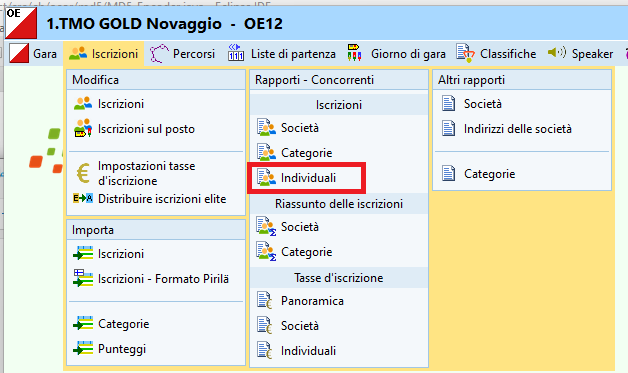 OE 1.TMO GOLD Novaggio - OE12
Gara Iscrizioni Percorsi Liste di partenza Giorno di gara Classifiche Speaker
Modifica
Iscrizioni
Iscrizioni sul posto
Impostazioni tasse
d'iscrizione
Distribuire iscrizioni elite
Importa
Iscrizioni
Iscrizioni - Formato Pirilä
Categorie
Punteggi
Rapporti - Concorrenti
Iscrizioni
Società
Categorie
Individuali
Riassunto delle iscrizioni
Società
Categorie
Tasse d'iscrizione
Panoramica
Società
Individuali
Altri rapporti
Società
Indirizzi delle società
Categorie